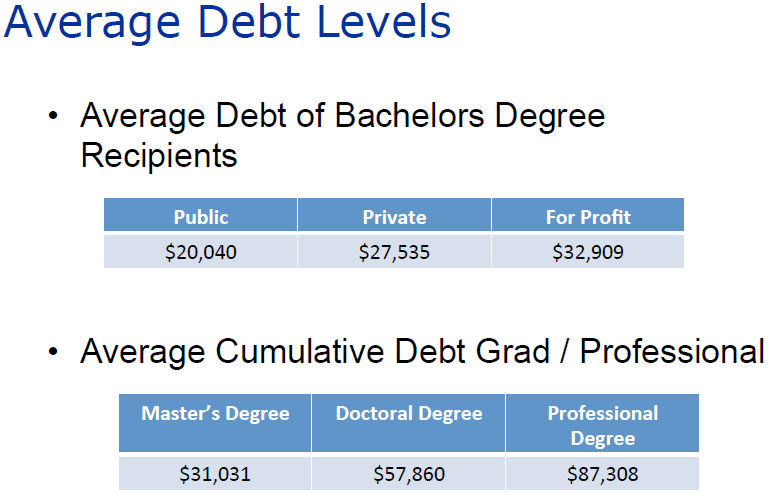 Average Debt Levels
• Average Debt of Bachelors Degree
Recipients
Public Private For Profit
$20,040 $27,535 $32,909
• Average Cumulative Debt Grad / Professional
Master’s Degree Doctoral Degree Professional
Degree
$31,031 $57,860 $87,308